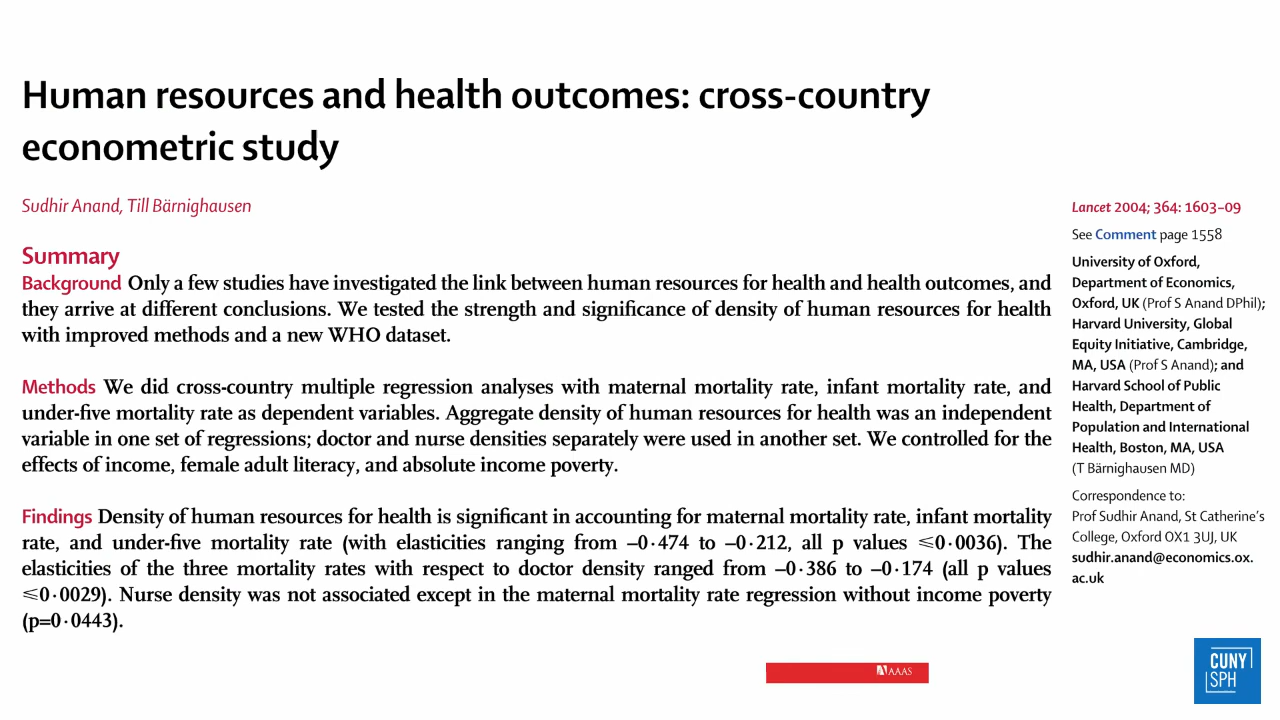 Human resources and health outcomes: cross-country
econometric study
Sudhir Anand, Till Bärnighausen
Summary
Background Only a few studies have investigated the link between human resources for health and health outcomes, and
they arrive at different conclusions. We tested the strength and significance of density of human resources for health
with improved methods and a new WHO dataset.
Methods We did cross-country multiple regression analyses with maternal mortality rate, infant mortality rate, and
under-five mortality rate as dependent variables. Aggregate density of human resources for health was an independent
variable in one set of regressions; doctor and nurse densities separately were used in another set. We controlled for the
effects of income, female adult literacy, and absolute income poverty.
Findings Density of human resources for health is significant in accounting for maternal mortality rate, infant mortality
rate, and under-five mortality rate (with elasticities ranging from –0·474 to –0·212, all p values ≤0·0036). The
elasticities of the three mortality rates with respect to doctor density ranged from –0·386 to –0·174 (all p values
≤0·0029). Nurse density was not associated except in the maternal mortality rate regression without income poverty
(p=0·0443).
Lancet 2004; 364: 1603–09
See Comment page 1558
University of Oxford,
Department of Economics,
Oxford, UK (Prof S Anand DPhil);
Harvard University, Global
Equity Initiative, Cambridge,
MA, USA (Prof S Anand); and
Harvard School of Public
Health, Department of
Population and International
Health, Boston, MA, USA
(T Bärnighausen MD)
Correspondence to:
Prof Sudhir Anand, St Catherine's
College, Oxford OX1 3UJ, UK
sudhir.anand@economics.ox.
ac.uk
AAAS
CUNY
SPH